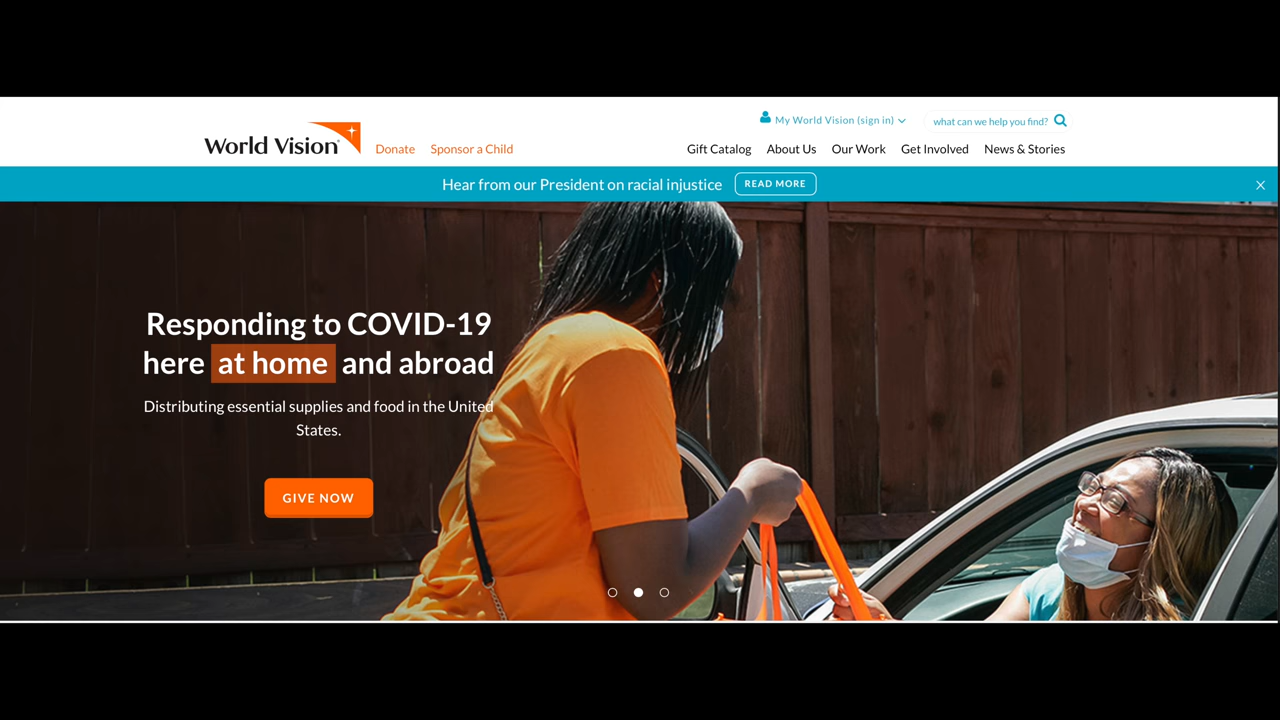 My World Vision (sign in)
what can we help you find?
World Vision
Donate
Sponsor a Child
Gift Catalog
About Us
Our Work
Get Involved
News & Stories
Hear from our President on racial injustice
READ MORE
Responding to COVID-19
here at home and abroad
Distributing essential supplies and food in the United
States.
GIVE NOW